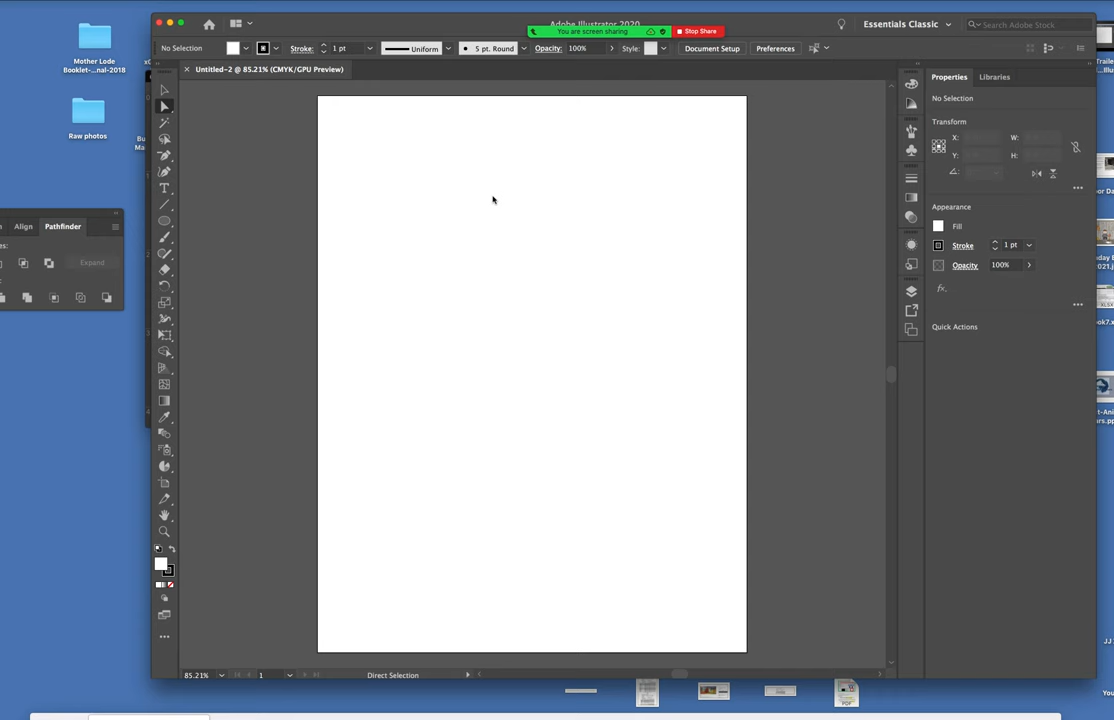 Adobe Illustrator 2020
You are screen sharing
Stop Share
Essentials Classic
Search Adobe Stock
No Selection
Stroke:
1 pt
Uniform
5 pt. Round
Opacity:
100%
Style:
Document Setup
Preferences
Untitled-2 @ 85.21% (CMYK/GPU Preview)
Mother Lode
Booklet-...nal-2018
Raw photos
Align
Pathfinder
Expand
Properties
Libraries
No Selection
Transform
X:
W:
Y:
H:
Appearance
Fill
Stroke
1 pt
Opacity
100%
fx.
Quick Actions
85.21%
1
Direct Selection
PDF
JJ